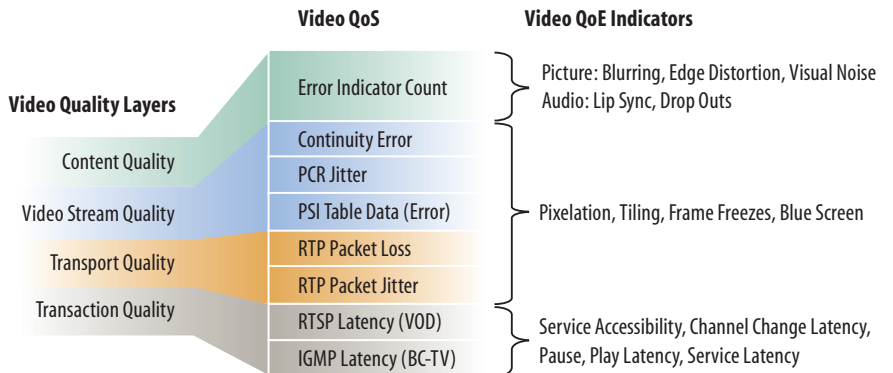 Video QoS
Video QoE Indicators
Video Quality Layers
Content Quality
Video Stream Quality
Transport Quality
Transaction Quality
Error Indicator Count
Continuity Error
PCR Jitter
PSI Table Data (Error)
RTP Packet Loss
RTP Packet Jitter
RTSP Latency (VOD)
IGMP Latency (BC-TV)
Picture: Blurring, Edge Distortion, Visual Noise
Audio: Lip Sync, Drop Outs
Pixelation, Tiling, Frame Freezes, Blue Screen
Service Accessibility, Channel Change Latency,
Pause, Play Latency, Service Latency